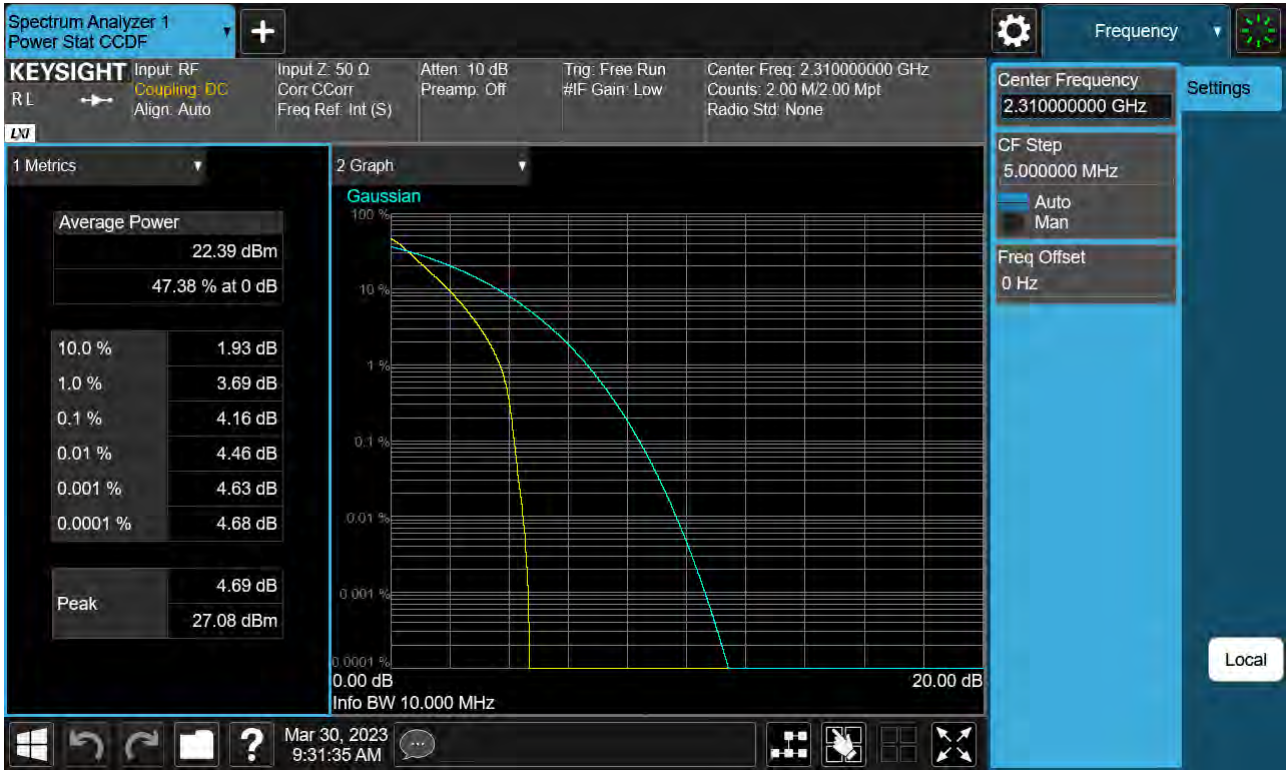 Spectrum Analyzer 1
Power Stat CCDF
+
Frequency
KEYSIGHT
R L
LXI
Input: RF
Coupling: DC
Align: Auto
Input Z: 50 Ω
Corr CCorr
Freq Ref: Int (S)
Atten: 10 dB
Preamp: Off
Trig: Free Run
#IF Gain: Low
Center Freq: 2.310000000 GHz
Counts: 2.00 M/2.00 Mpt
Radio Std: None
Center Frequency
2.310000000 GHz
Settings
CF Step
5.000000 MHz
Auto
Man
Freq Offset
0 Hz
1 Metrics
Average Power
22.39 dBm
47.38 % at 0 dB
10.0 % 1.93 dB
1.0 % 3.69 dB
0.1 % 4.16 dB
0.01 % 4.46 dB
0.001 % 4.63 dB
0.0001 % 4.68 dB
Peak
4.69 dB
27.08 dBm
2 Graph
Gaussian
100 %
10 %
1 %
0.1 %
0.01 %
0.001 %
0.0001 %
0.00 dB 20.00 dB
Info BW 10.000 MHz
Local
?
Mar 30, 2023
9:31:35 AM